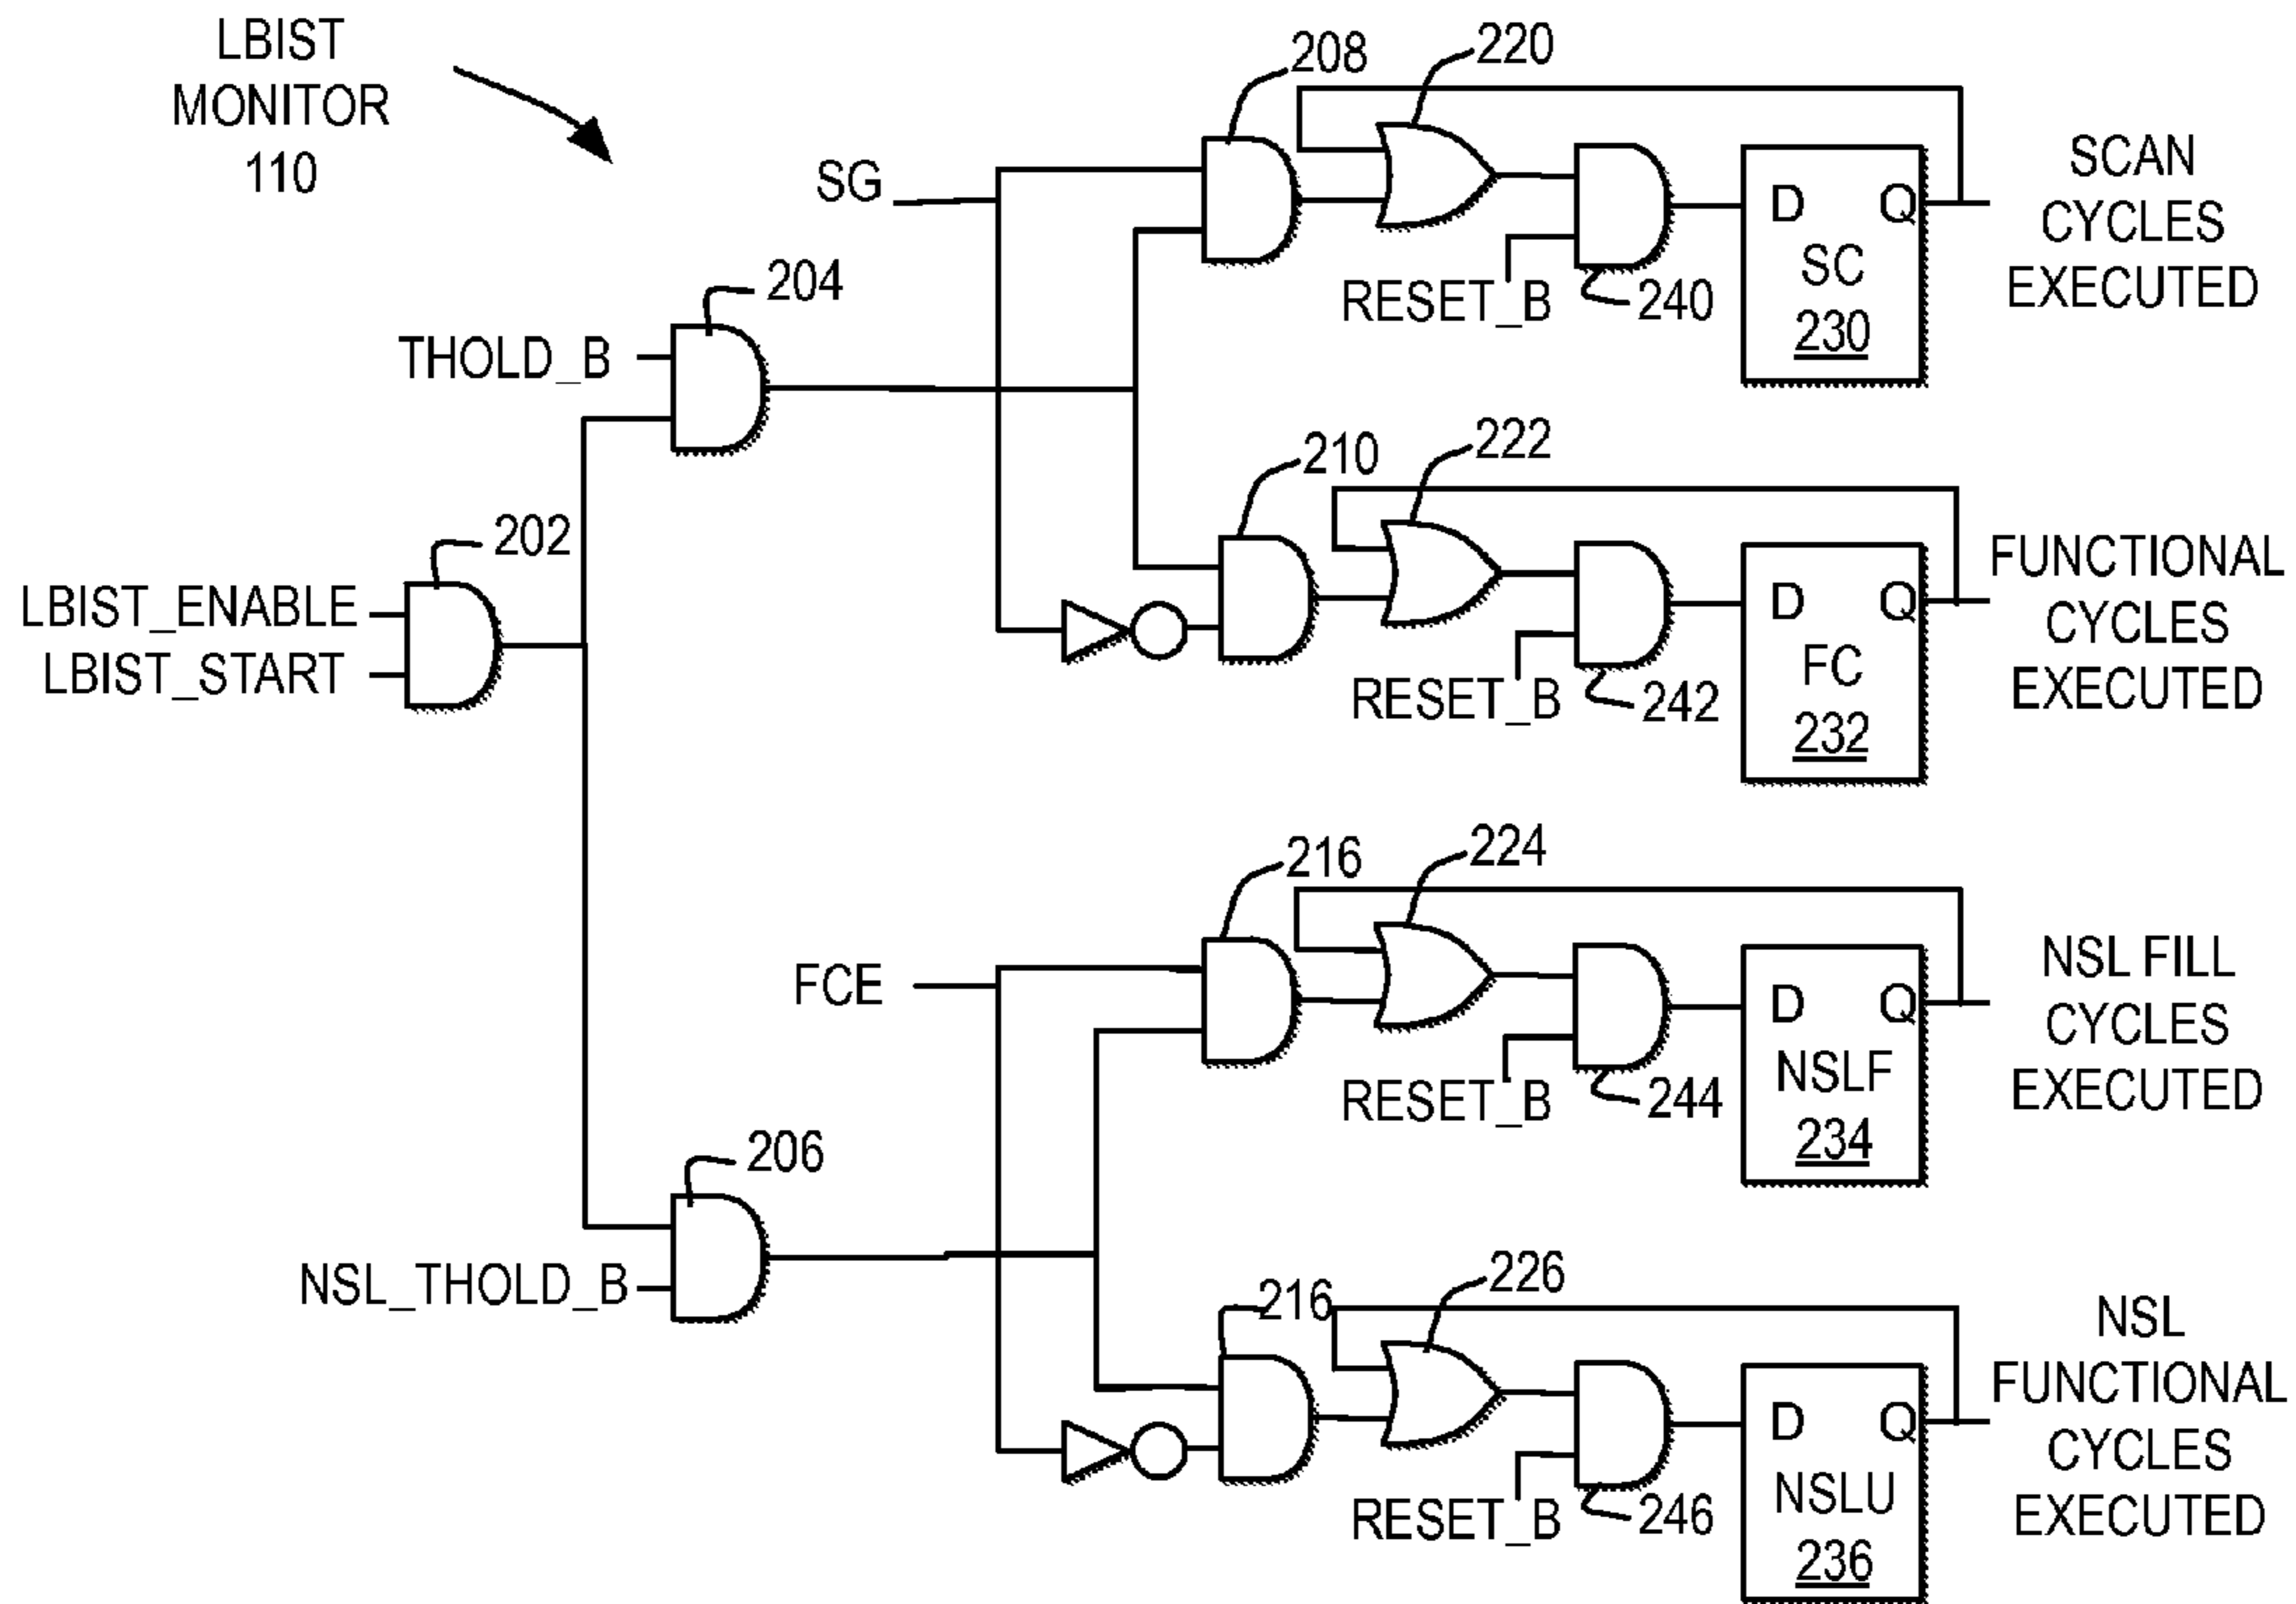 LBIST
MONITOR
110
208
220
SG
SCAN
CYCLES
EXECUTED
D
Q
SC
230
RESET_B
240
204
THOLD_B
210
222
202
LBIST_ENABLE
LBIST_START
FUNCTIONAL
CYCLES
EXECUTED
D
Q
FC
232
RESET_B
242
216
224
FCE
NSL FILL
CYCLES
EXECUTED
D
Q
NSLF
234
RESET_B
244
206
NSL_THOLD_B
216
226
NSL
FUNCTIONAL
CYCLES
EXECUTED
D
Q
NSLU
236
RESET_B
246